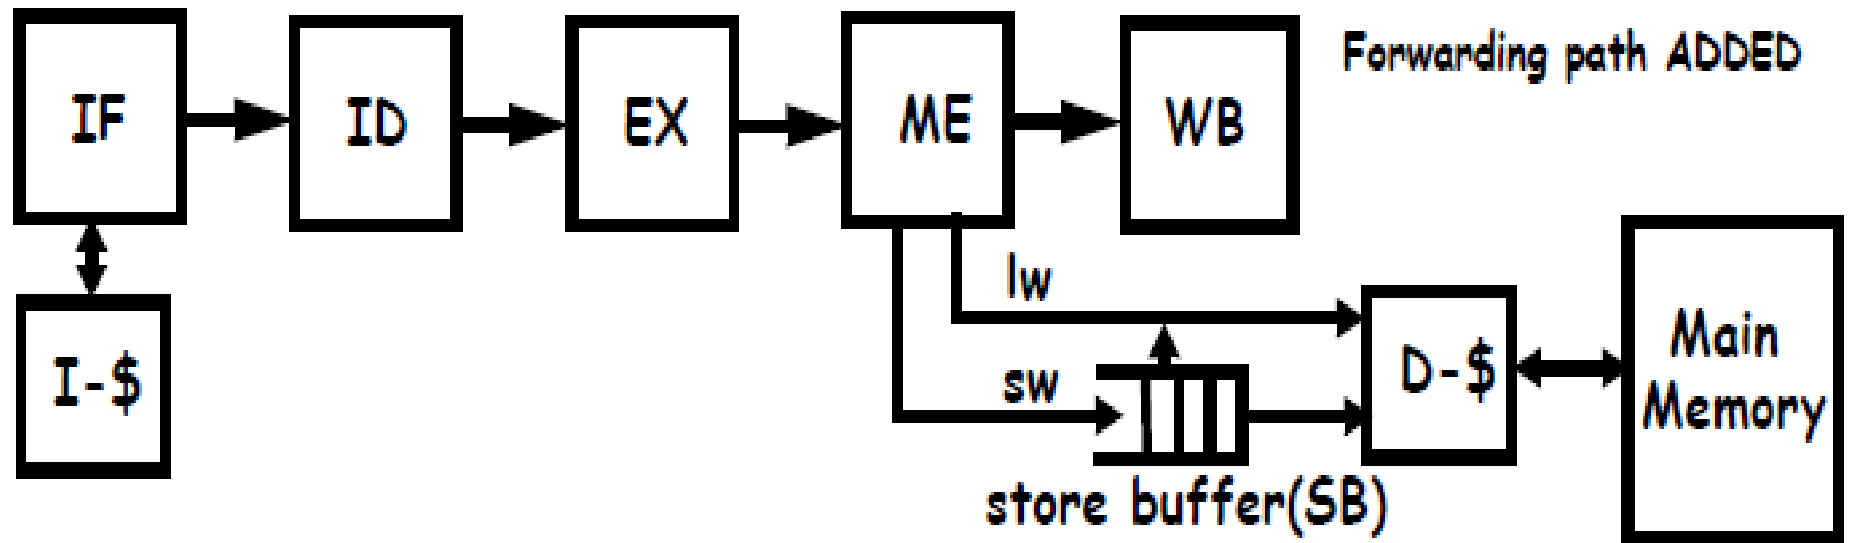 IF
ID
EX
ME
WB
Forwarding path ADDED
I-$
lw
sw
store buffer(SB)
D-$
Main
Memory